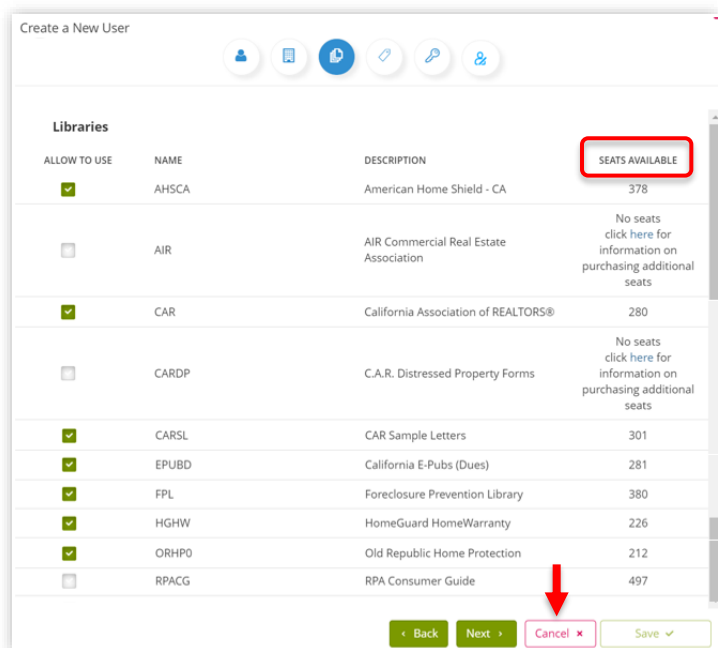 Create a New User
Libraries
ALLOW TO USE NAME DESCRIPTION SEATS AVAILABLE
AHSCA American Home Shield - CA 378
AIR AIR Commercial Real Estate Association No seats click here for information on purchasing additional seats
CAR California Association of REALTORS® 280
CARDP C.A.R. Distressed Property Forms No seats click here for information on purchasing additional seats
CARSL CAR Sample Letters 301
EPUBD California E-Pubs (Dues) 281
FPL Foreclosure Prevention Library 380
HGHW HomeGuard HomeWarranty 226
ORHP0 Old Republic Home Protection 212
RPACG RPA Consumer Guide 497
‹ Back Next › Cancel × Save ✓